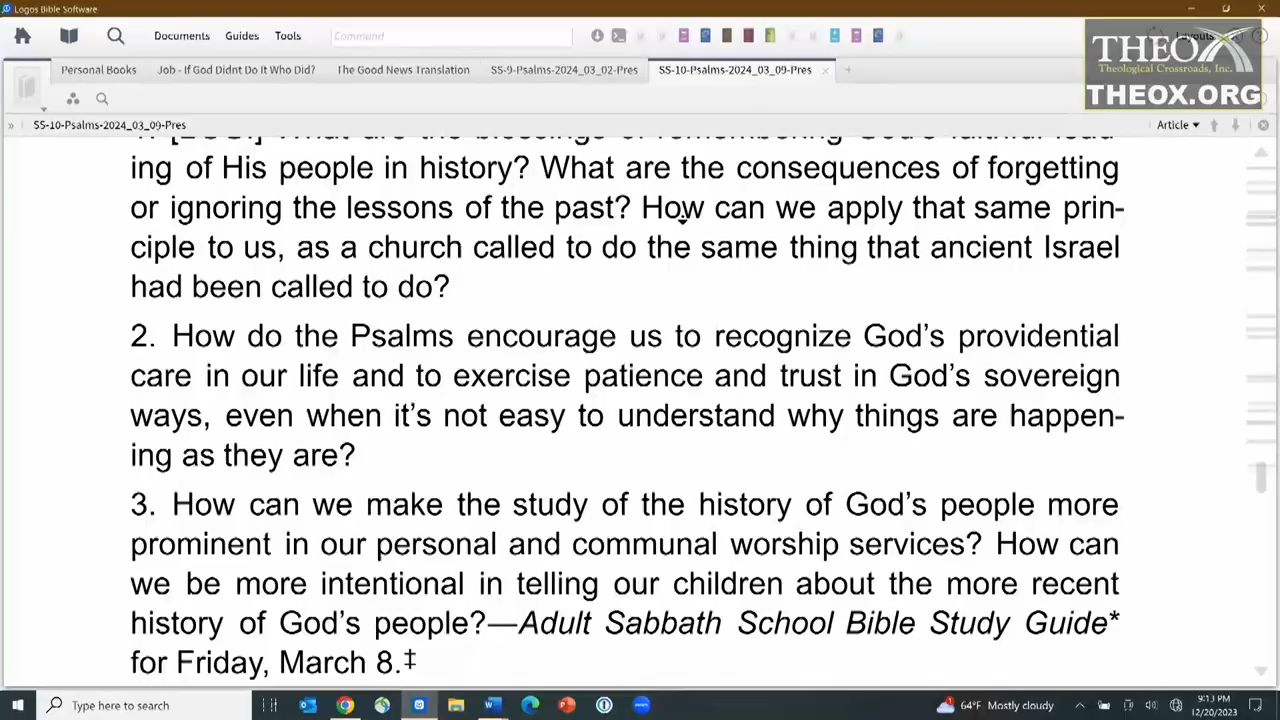 Logos Bible Software
Documents Guides Tools Command
THEOX
Theological Crossroads, Inc.
THEOX.ORG
Personal Books Job - If God Didnt Do It Who Did? The Good News Told in Advance Psalms-2024_03_02-Pres SS-10-Psalms-2024_03_09-Pres
SS-10-Psalms-2024_03_09-Pres Article
ing of His people in history? What are the consequences of forgetting
or ignoring the lessons of the past? How can we apply that same prin-
ciple to us, as a church called to do the same thing that ancient Israel
had been called to do?
2. How do the Psalms encourage us to recognize God’s providential
care in our life and to exercise patience and trust in God’s sovereign
ways, even when it’s not easy to understand why things are happen-
ing as they are?
3. How can we make the study of the history of God’s people more
prominent in our personal and communal worship services? How can
we be more intentional in telling our children about the more recent
history of God’s people?—Adult Sabbath School Bible Study Guide*
for Friday, March 8.‡
Type here to search 64°F Mostly cloudy
9:13 PM
12/20/2023